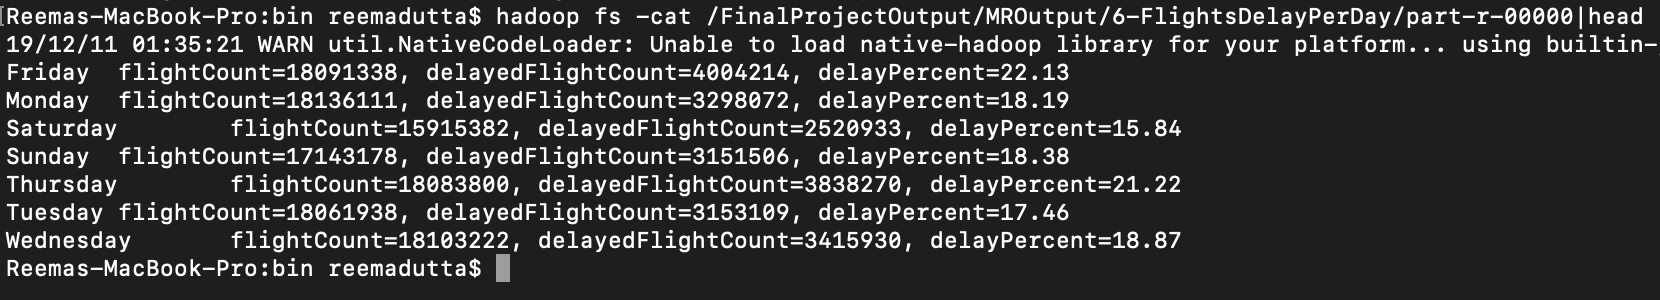 [Reemas-MacBook-Pro:bin reemadutta$ hadoop fs -cat /FinalProjectOutput/MROutput/6-FlightsDelayPerDay/part-r-00000|head
19/12/11 01:35:21 WARN util.NativeCodeLoader: Unable to load native-hadoop library for your platform... using builtin-
Friday  flightCount=18091338, delayedFlightCount=4004214, delayPercent=22.13
Monday  flightCount=18136111, delayedFlightCount=3298072, delayPercent=18.19
Saturday        flightCount=15915382, delayedFlightCount=2520933, delayPercent=15.84
Sunday  flightCount=17143178, delayedFlightCount=3151506, delayPercent=18.38
Thursday        flightCount=18083800, delayedFlightCount=3838270, delayPercent=21.22
Tuesday flightCount=18061938, delayedFlightCount=3153109, delayPercent=17.46
Wednesday       flightCount=18103222, delayedFlightCount=3415930, delayPercent=18.87
Reemas-MacBook-Pro:bin reemadutta$